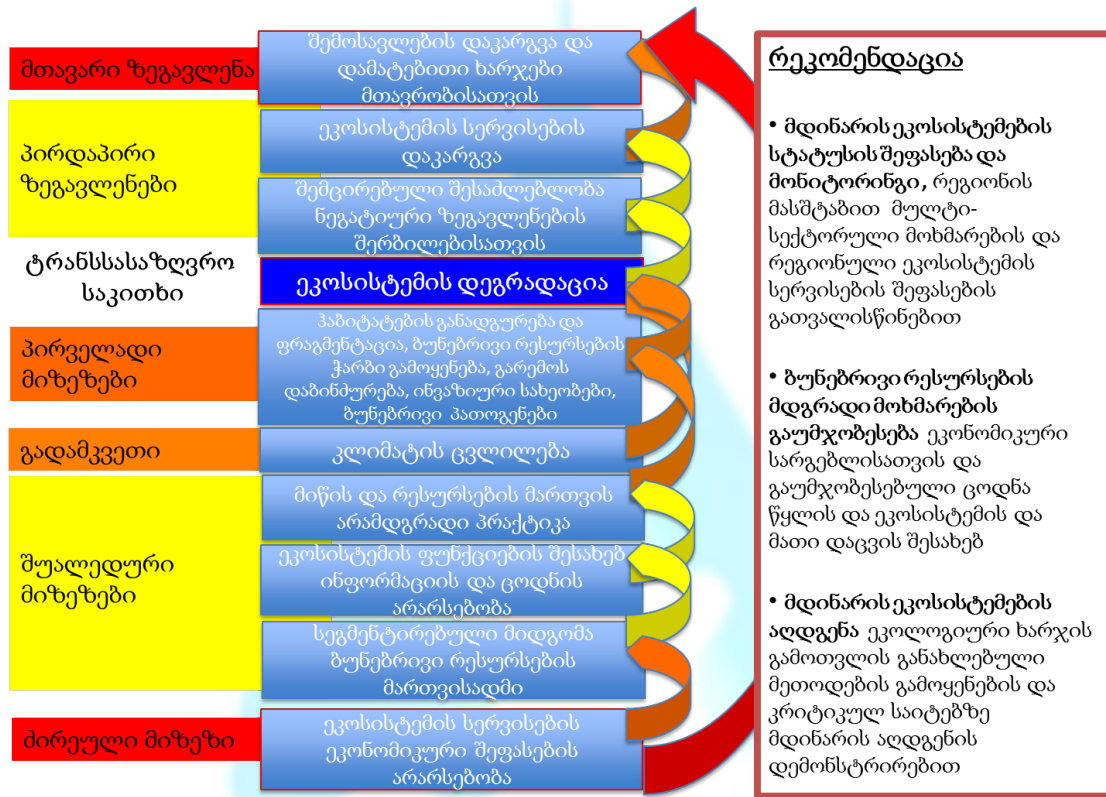 მთავარი ზეგავლენა
შემოსავლების დაკარგვა და
დამატებითი ხარჯები
მთავრობისათვის
პირდაპირი
ზეგავლენები
ეკოსისტემის სერვისების
დაკარგვა
შემცირებული შესაძლებლობა
ნეგატიური ზეგავლენების
შერბილებისათვის
ტრანსსასაზღვრო
საკითხი
ეკოსისტემის დეგრადაცია
პირველადი
მიზეზები
ჰაბიტატების განადგურება და
ფრაგმენტაცია, ბუნებრივი რესურსების
ჭარბი გამოყენება, გარემოს
დაბინძურება, ინვაზიური სახეობები,
ბუნებრივი პათოგენები
გადამკვეთი
კლიმატის ცვლილება
შუალედური
მიზეზები
მიწის და რესურსების მართვის
არამდგრადი პრაქტიკა
ეკოსისტემის ფუნქციების შესახებ
ინფორმაციის და ცოდნის
არარსებობა
სეგმენტირებული მიდგომა
ბუნებრივი რესურსების
მართვისადმი
ძირეული მიზეზი
ეკოსისტემის სერვისების
ეკონომიკური შეფასების
არარსებობა
რეკომენდაცია
• მდინარის ეკოსისტემების
სტატუსის შეფასება და
მონიტორინგი, რეგიონის
მასშტაბით მულტი-
სექტორული მოხმარების და
რეგიონული ეკოსისტემის
სერვისების შეფასების
გათვალისწინებით
• ბუნებრივი რესურსების
მდგრადი მოხმარების
გაუმჯობესება ეკონომიკური
სარგებლისათვის და
გაუმჯობესებული ცოდნა
წყლის და ეკოსისტემის და
მათი დაცვის შესახებ
• მდინარის ეკოსისტემების
აღდგენა ეკოლოგიური ხარჯის
გამოთვლის განახლებული
მეთოდების გამოყენების და
კრიტიკულ საიტებზე
მდინარის აღდგენის
დემონსტრირებით